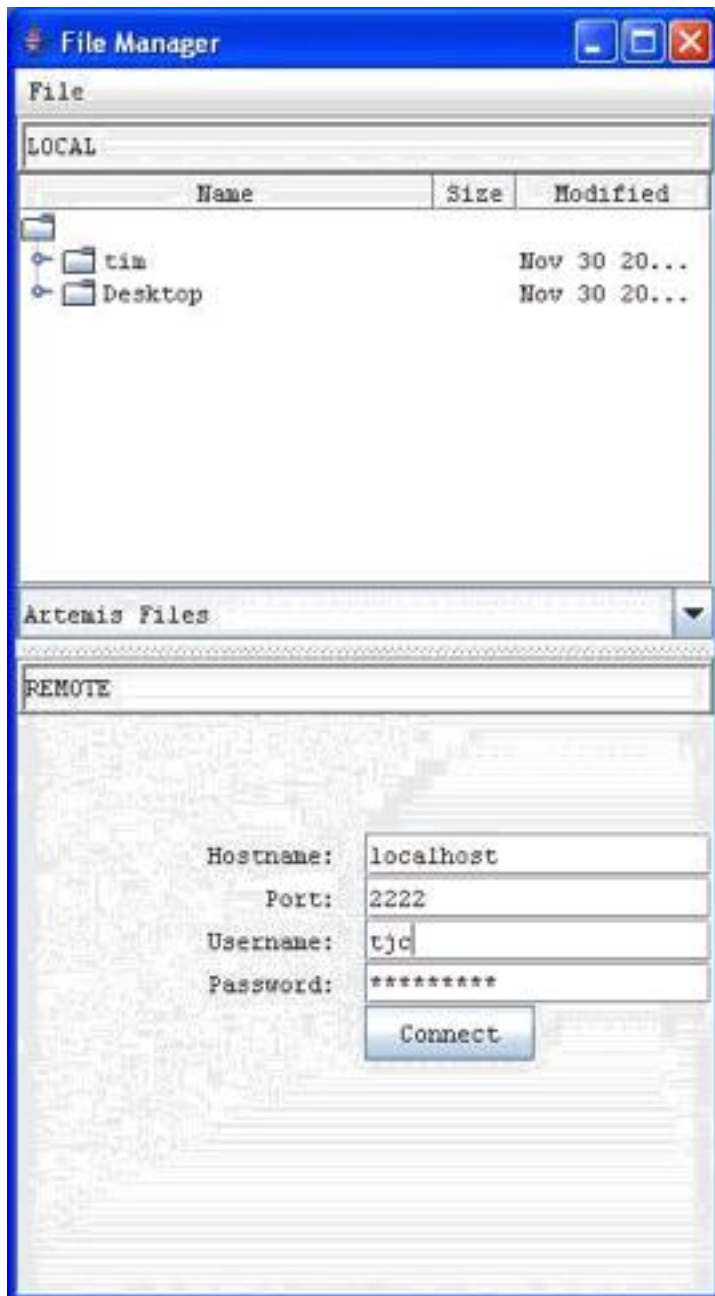 File Manager
File
LOCAL
Name Size Modified
tim Nov 30 20...
Desktop Nov 30 20...
Artemis Files
REMOTE
Hostname: localhost
Port: 2222
Username: tjc
Password: *********
Connect